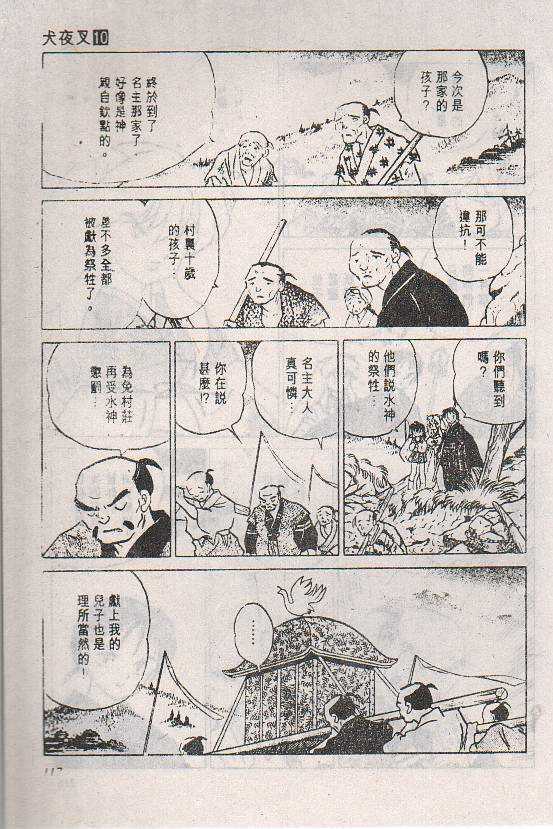 犬夜叉10
今次是
那家的
孩子?
終於到了
名主那家了
好像是神
親自欽點的。
那可不能
違抗!
村裏十歲
的孩子…
差不多全都
被獻為祭牲了。
你們聽到
嗎?
他們說水神
的祭牲…
名主大人
真可憐…
你在說
甚麼!?
為免村莊
再受水神
懲罰…
……
獻上我的
兒子也是
理所當然的!
117